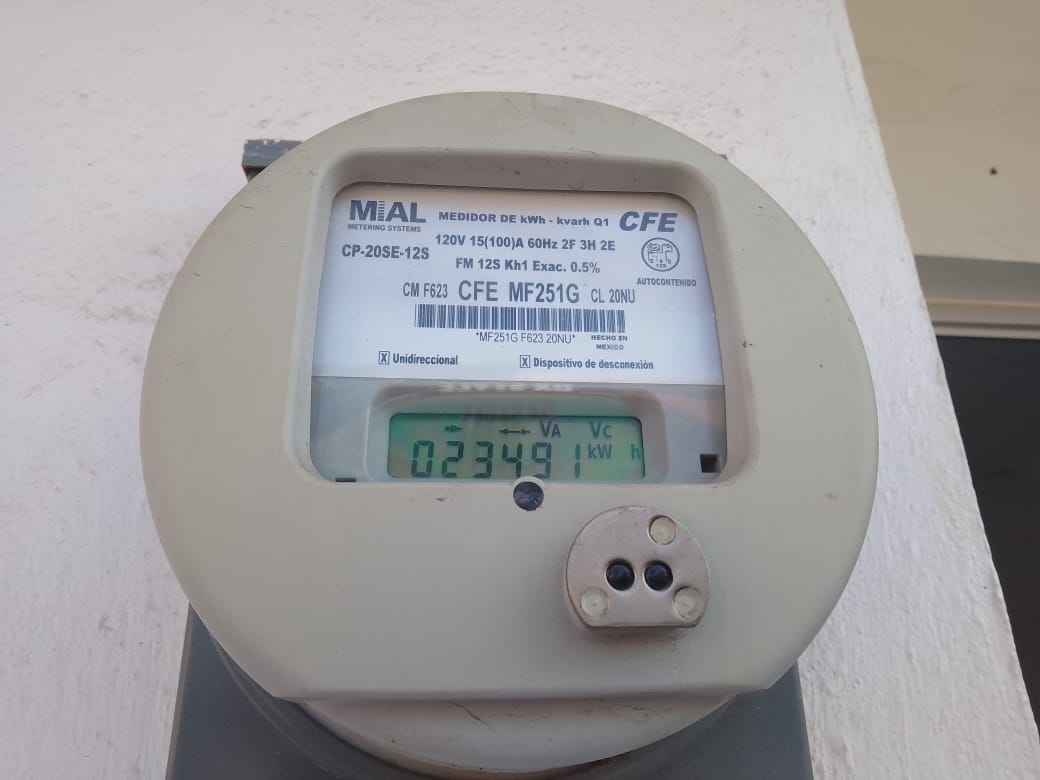 MIAL
METERING SYSTEMS
MEDIDOR DE kWh - kvarh Q1
CFE
CP-20SE-12S
120V 15(100)A 60Hz 2F 3H 2E
FM 12S Kh1 Exac. 0.5%
12S
AUTOCONTENIDO
CM F623 CFE MF251G CL 20NU
*MF251G F623 20NU*
HECHO EN
MEXICO
X Unidireccional
X Dispositivo de desconexión
VA VC
023491 kW h